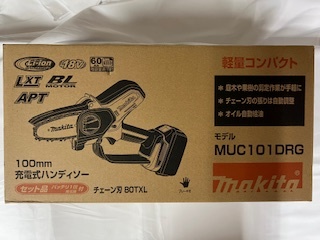 Li-ion
18V
LXT BL
MOTOR
APT
Makita
100mm
充電式ハンディソー
セット品
チェーン刃 80TXL
軽量コンパクト
●庭木や果樹の剪定作業が手軽に
●チェーン刃の張りは自動調整
●オイル自動給油
モデル
MUC101DRG
makita